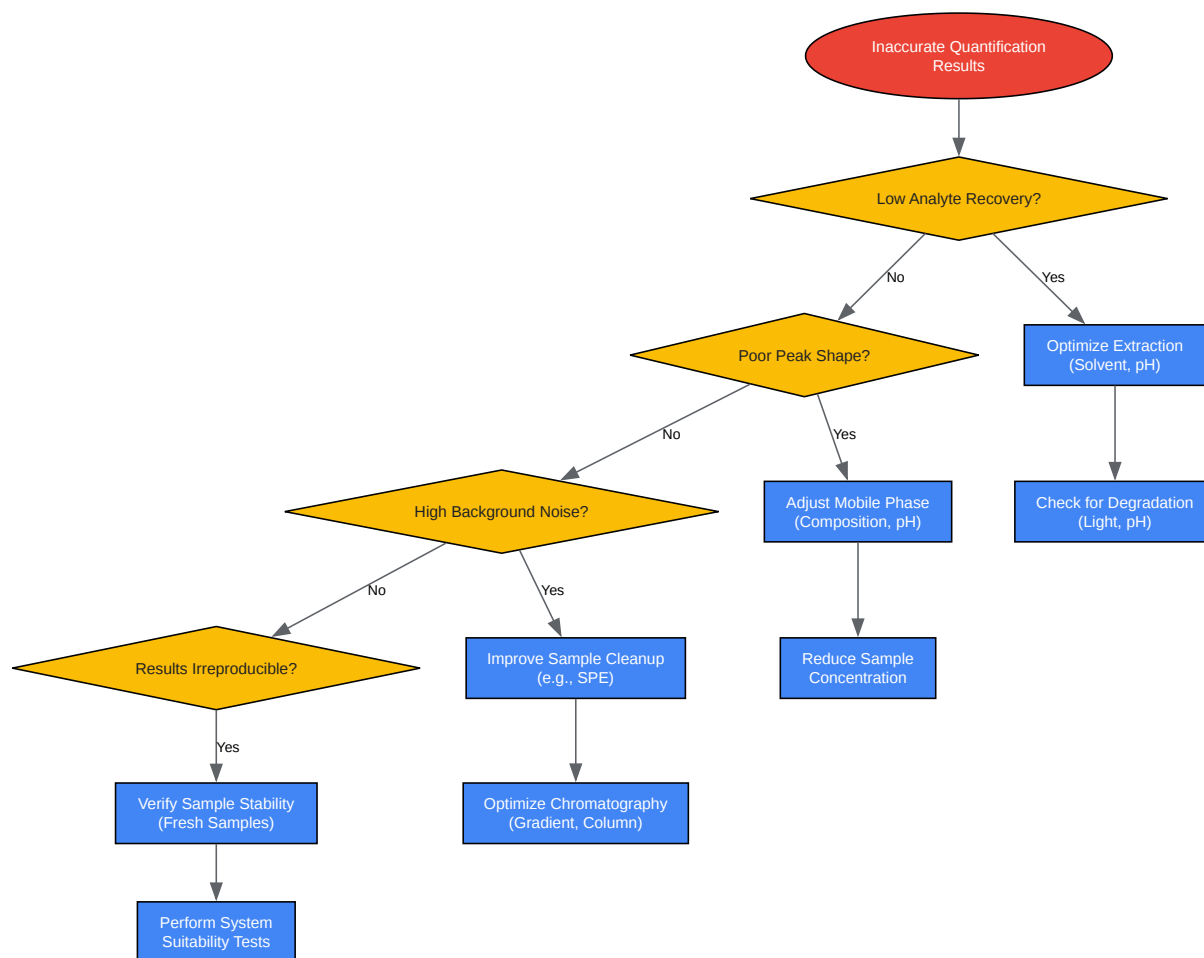 Inaccurate Quantification
Results
Low Analyte Recovery?
No
Yes
Poor Peak Shape?
Optimize Extraction
(Solvent, pH)
No
Yes
High Background Noise?
Adjust Mobile Phase
(Composition, pH)
Check for Degradation
(Light, pH)
No
Yes
Results Irreproducible?
Improve Sample Cleanup
(e.g., SPE)
Reduce Sample
Concentration
Yes
Verify Sample Stability
(Fresh Samples)
Optimize Chromatography
(Gradient, Column)
Perform System
Suitability Tests